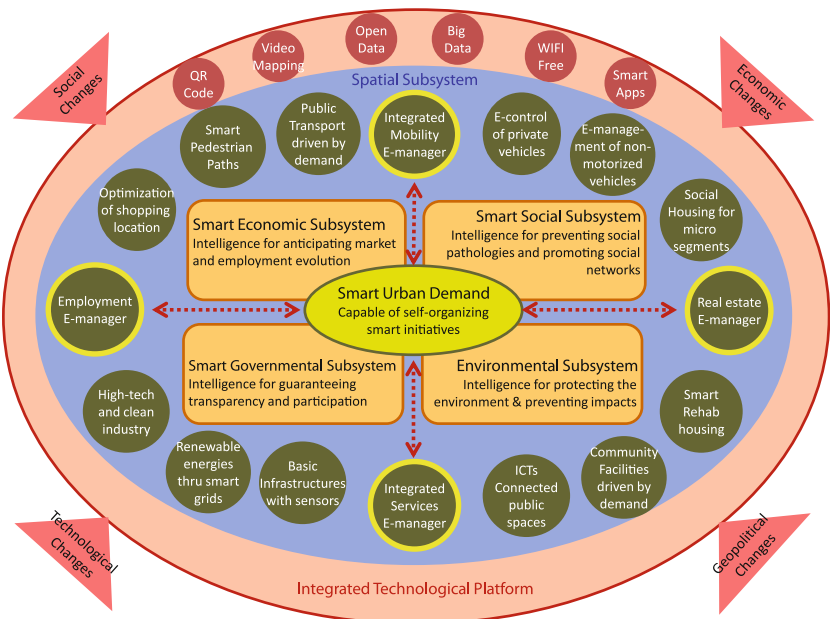 Social
Changes
QR
Code
Video
Mapping
Open
Data
Big
Data
WIFI
Free
Smart
Apps
Economic
Changes
Spatial Subsystem
Smart
Pedestrian
Paths
Public
Transport
driven by
demand
Integrated
Mobility
E-manager
E-control
of private
vehicles
E-manage-
ment of non-
motorized
vehicles
Optimization
of shopping
location
Social
Housing for
micro
segments
Smart Economic Subsystem
Intelligence for anticipating market
and employment evolution
Smart Social Subsystem
Intelligence for preventing social
pathologies and promoting social
networks
Employment
E-manager
Smart Urban Demand
Capable of self-organizing
smart initiatives
Real estate
E-manager
Smart Governmental Subsystem
Intelligence for guaranteeing
transparency and participation
Environmental Subsystem
Intelligence for protecting the
environment & preventing impacts
High-tech
and clean
industry
Smart
Rehab
housing
Renewable
energies
thru smart
grids
Basic
Infrastructures
with sensors
Integrated
Services
E-manager
ICTs
Connected
public
spaces
Community
Facilities
driven by
demand
Technological
Changes
Geopolitical
Changes
Integrated Technological Platform